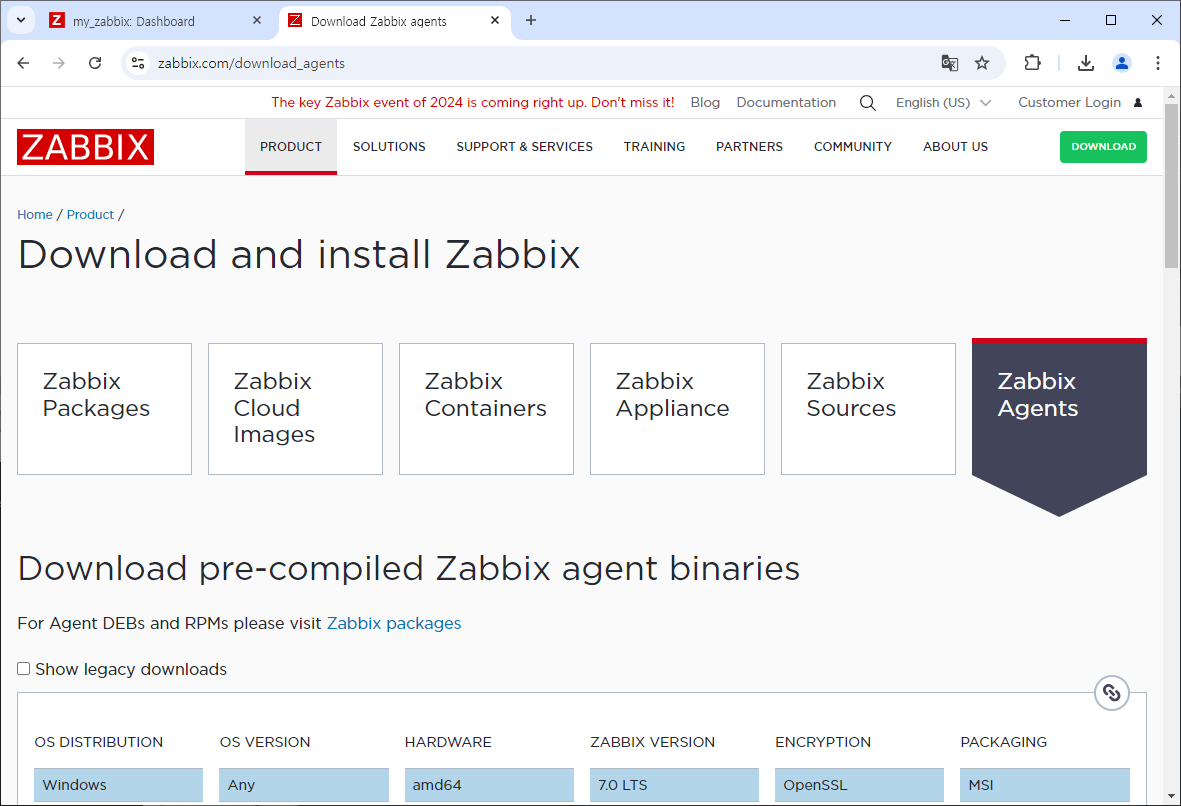 my_zabbix: Dashboard
Download Zabbix agents
zabbix.com/download_agents
The key Zabbix event of 2024 is coming right up. Don't miss it!
Blog
Documentation
English (US)
Customer Login
ZABBIX
PRODUCT
SOLUTIONS
SUPPORT & SERVICES
TRAINING
PARTNERS
COMMUNITY
ABOUT US
DOWNLOAD
Home / Product /
Download and install Zabbix
Zabbix
Packages
Zabbix
Cloud
Images
Zabbix
Containers
Zabbix
Appliance
Zabbix
Sources
Zabbix
Agents
Download pre-compiled Zabbix agent binaries
For Agent DEBs and RPMs please visit Zabbix packages
Show legacy downloads
OS DISTRIBUTION
OS VERSION
HARDWARE
ZABBIX VERSION
ENCRYPTION
PACKAGING
Windows
Any
amd64
7.0 LTS
OpenSSL
MSI